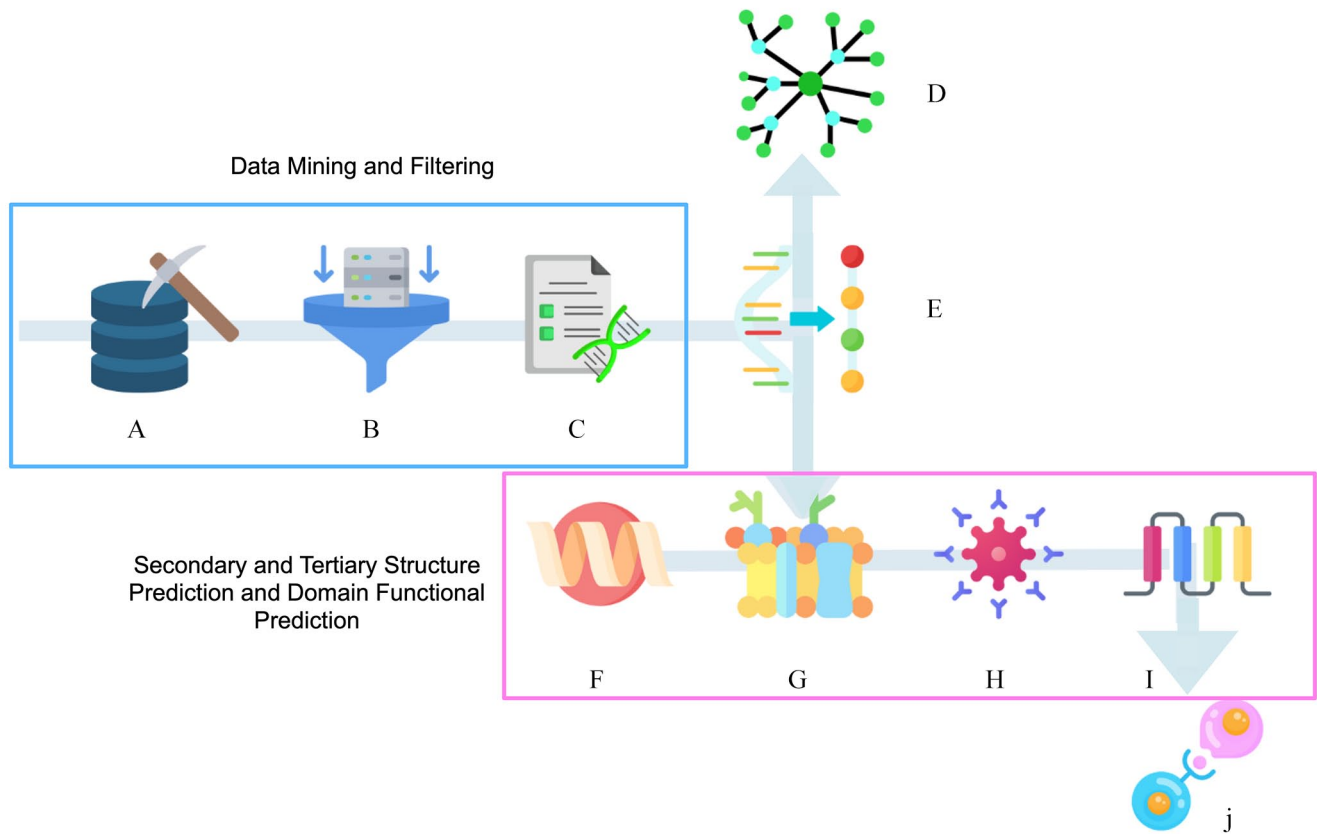 D
Data Mining and Filtering
E
A
B
C
Secondary and Tertiary Structure
Prediction and Domain Functional
Prediction
F
G
H
I
j